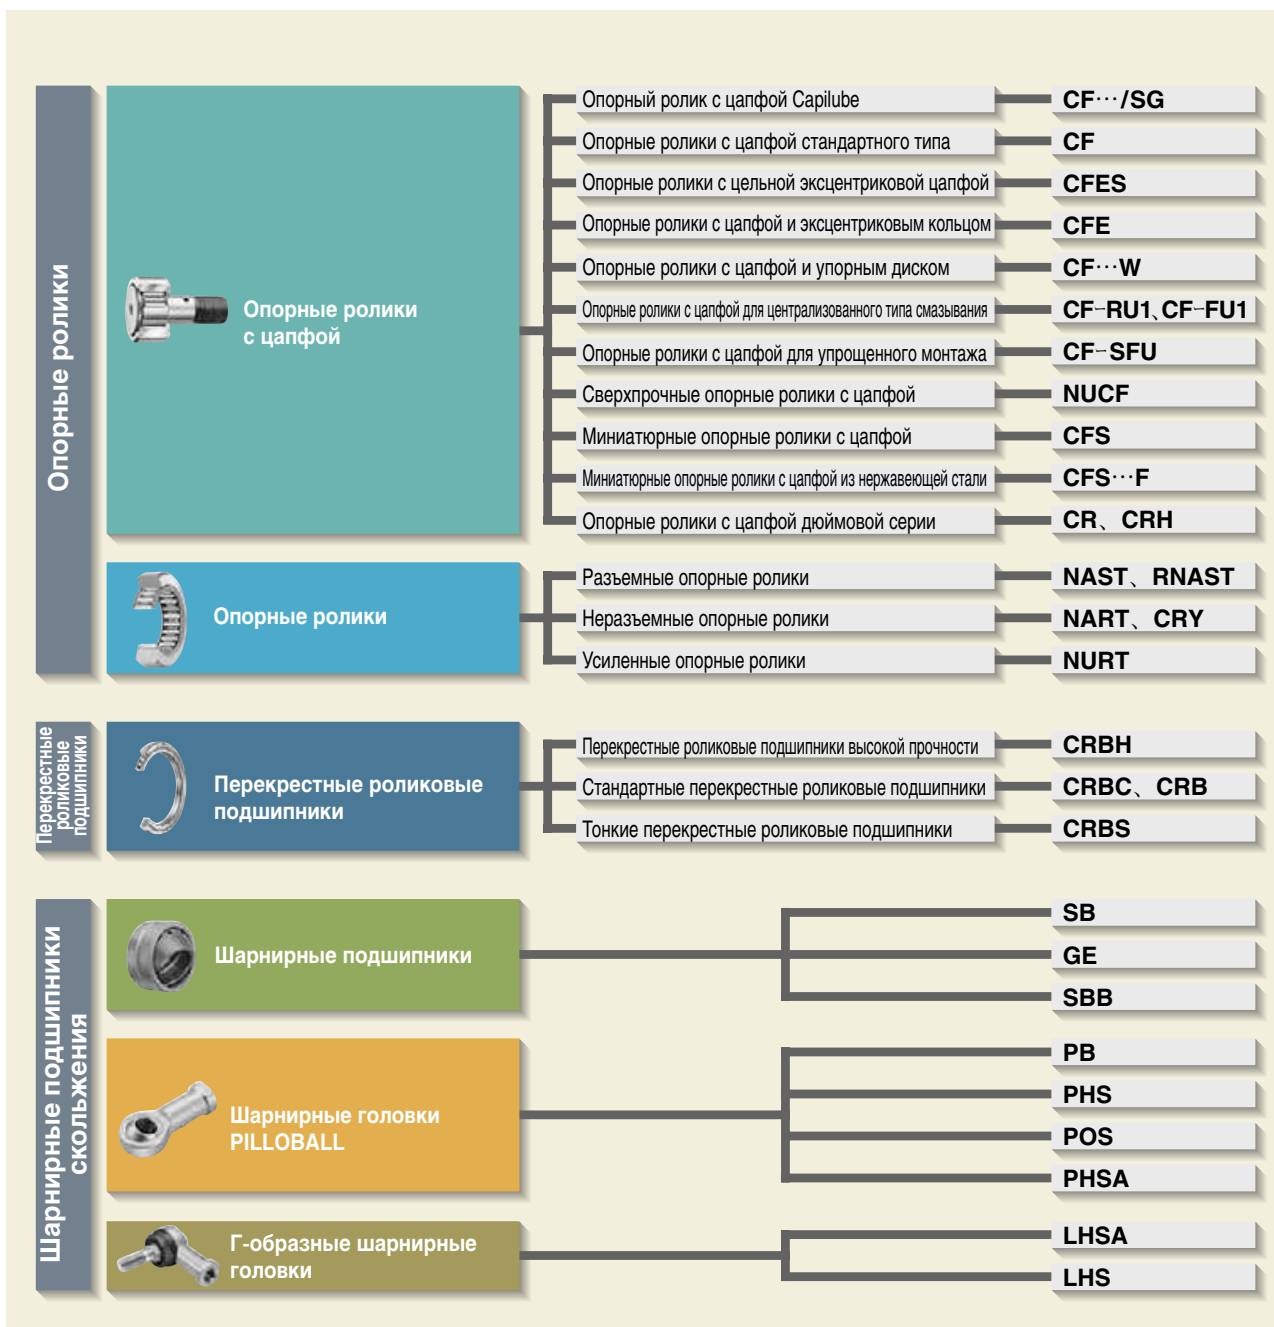 Опорные ролики
Опорные ролики
с цапфой
Опорный ролик с цапфой Capilube
CF···/SG
Опорные ролики с цапфой стандартного типа
CF
Опорные ролики с цельной эксцентриковой цапфой
CFES
Опорные ролики с цапфой и эксцентриковым кольцом
CFE
Опорные ролики с цапфой и упорным диском
CF···W
Опорные ролики с цапфой для централизованного типа смазывания
CF-RU1、CF-FU1
Опорные ролики с цапфой для упрощенного монтажа
CF-SFU
Сверхпрочные опорные ролики с цапфой
NUCF
Миниатюрные опорные ролики с цапфой
CFS
Миниатюрные опорные ролики с цапфой из нержавеющей стали
CFS···F
Опорные ролики с цапфой дюймовой серии
CR、CRH
Опорные ролики
Разъемные опорные ролики
NAST、RNAST
Неразъемные опорные ролики
NART、CRY
Усиленные опорные ролики
NURT
Перекрестные
роликовые
подшипники
Перекрестные роликовые
подшипники
Перекрестные роликовые подшипники высокой прочности
CRBH
Стандартные перекрестные роликовые подшипники
CRBC、CRB
Тонкие перекрестные роликовые подшипники
CRBS
Шарнирные подшипники
скольжения
Шарнирные подшипники
SB
GE
SBB
Шарнирные головки
PILLOBALL
PB
PHS
POS
PHSA
Г-образные шарнирные
головки
LHSA
LHS